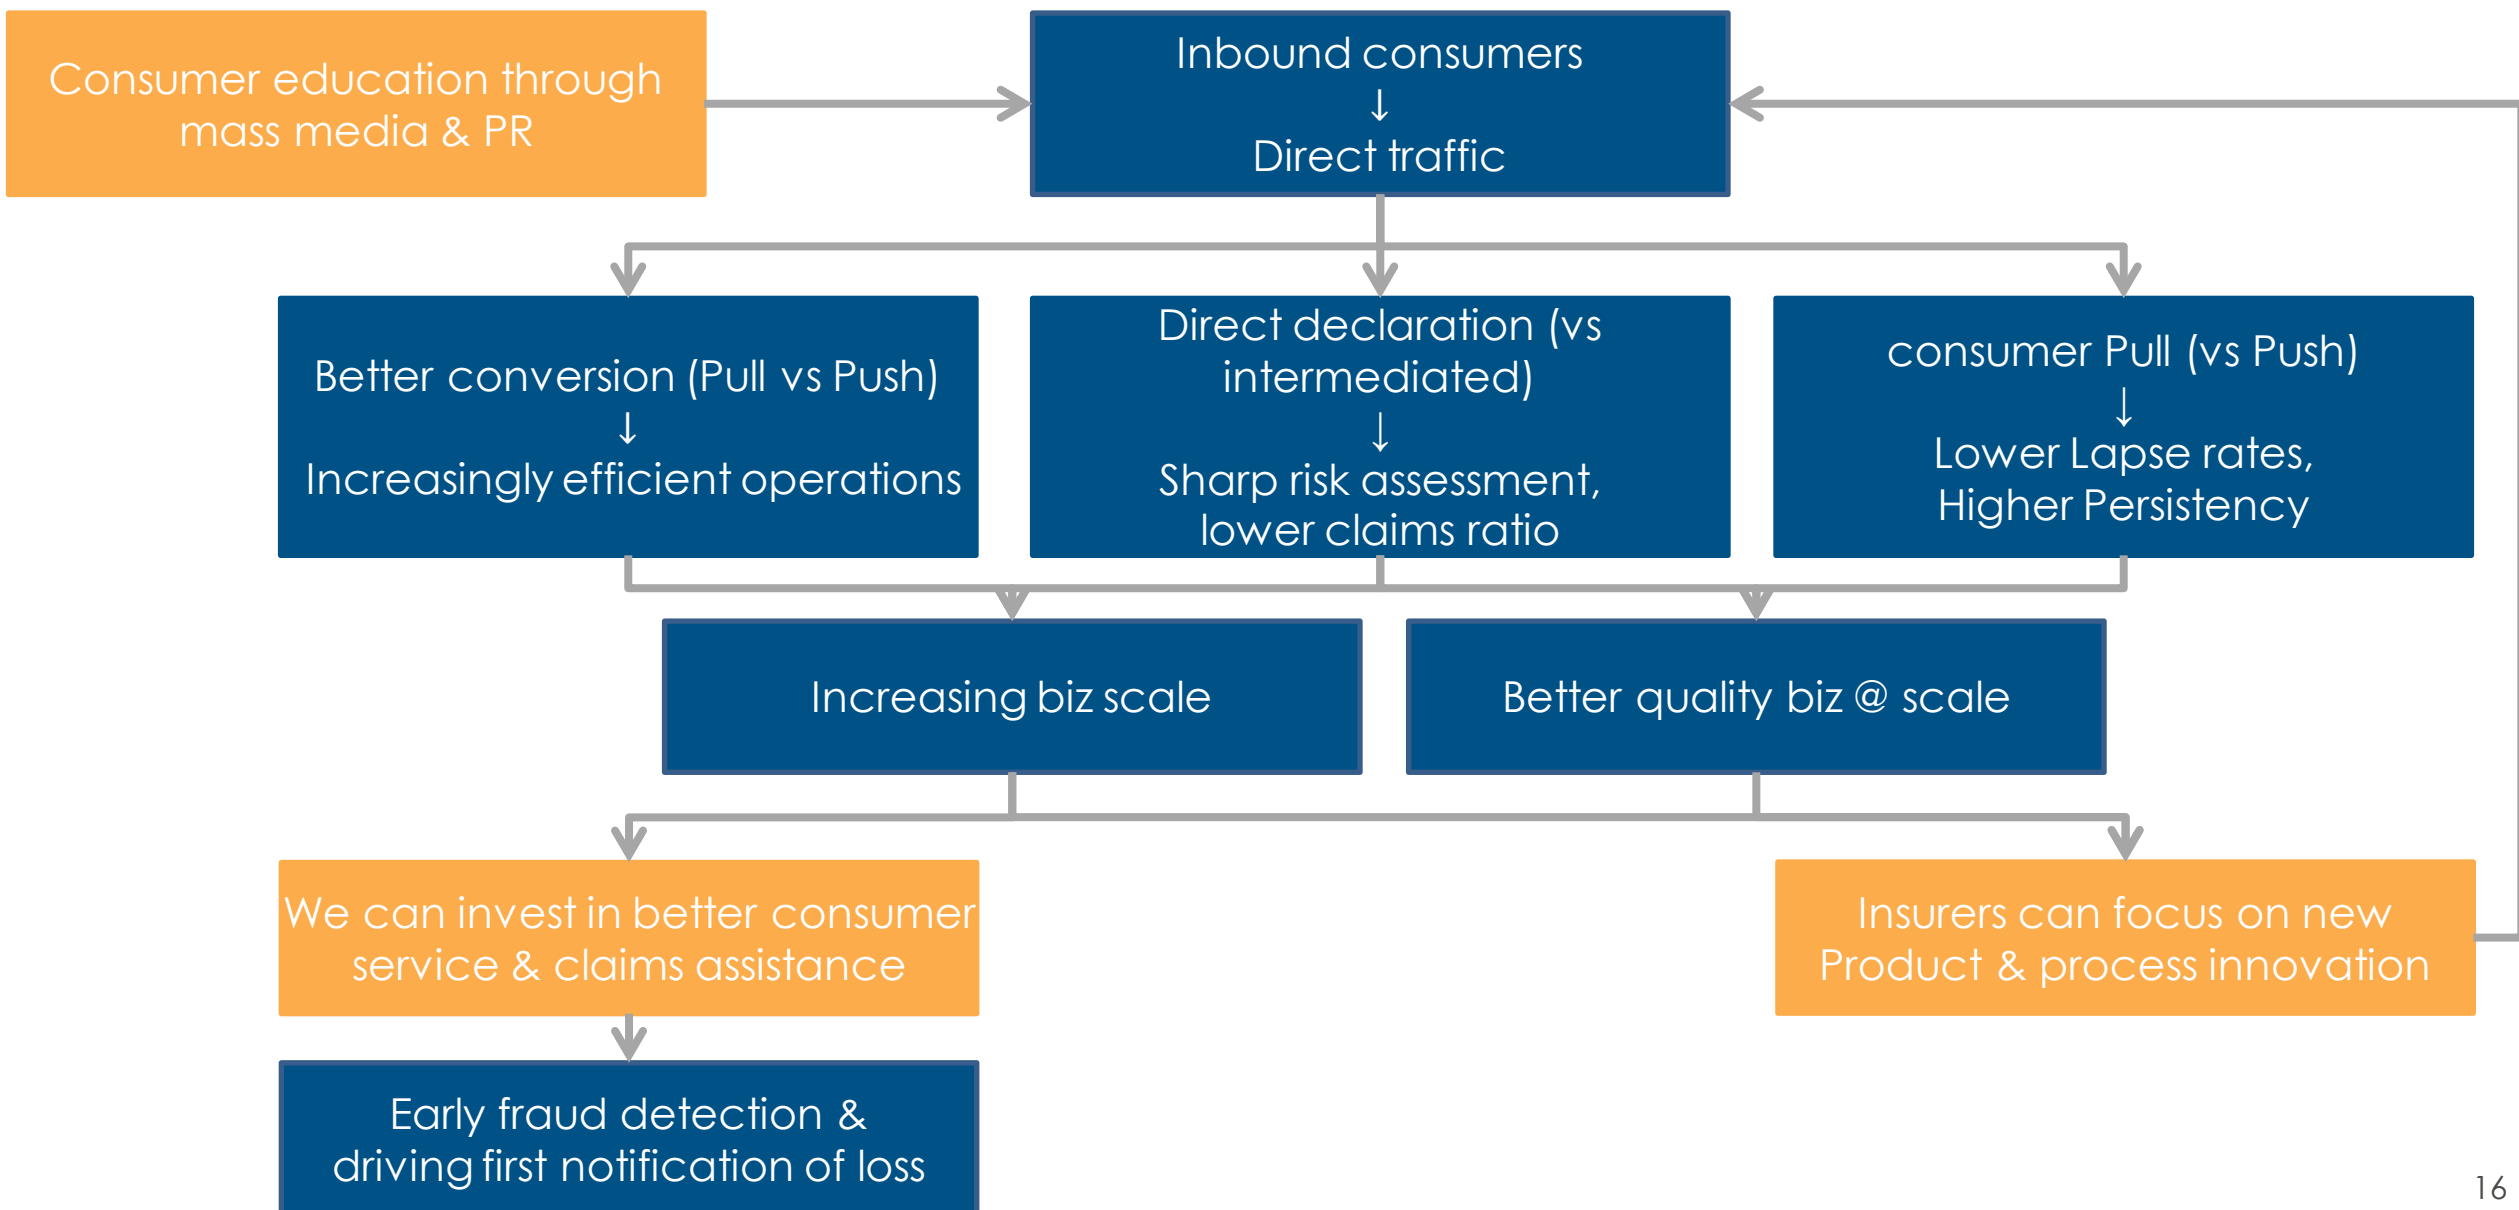 Consumer education through
mass media & PR
Inbound consumers
↓
Direct traffic
Better conversion (Pull vs Push)
↓
Increasingly efficient operations
Direct declaration (vs
intermediated)
↓
Sharp risk assessment,
lower claims ratio
consumer Pull (vs Push)
↓
Lower Lapse rates,
Higher Persistency
Increasing biz scale
Better quality biz @ scale
We can invest in better consumer
service & claims assistance
Insurers can focus on new
Product & process innovation
Early fraud detection &
driving first notification of loss
16